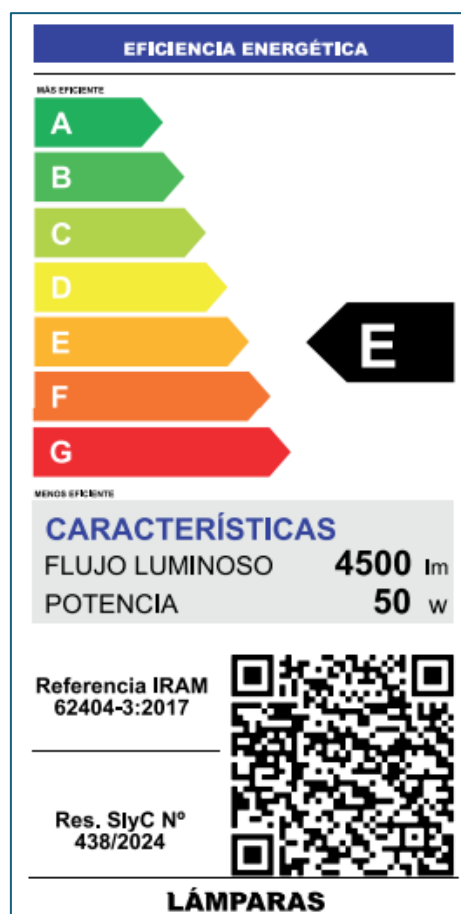 EFICIENCIA ENERGÉTICA
MÁS EFICIENTE
A
B
C
D
E
E
F
G
MENOS EFICIENTE
CARACTERÍSTICAS
FLUJO LUMINOSO 4500 lm
POTENCIA 50 w
Referencia IRAM
62404-3:2017
Res. SIyC Nº
438/2024
LÁMPARAS